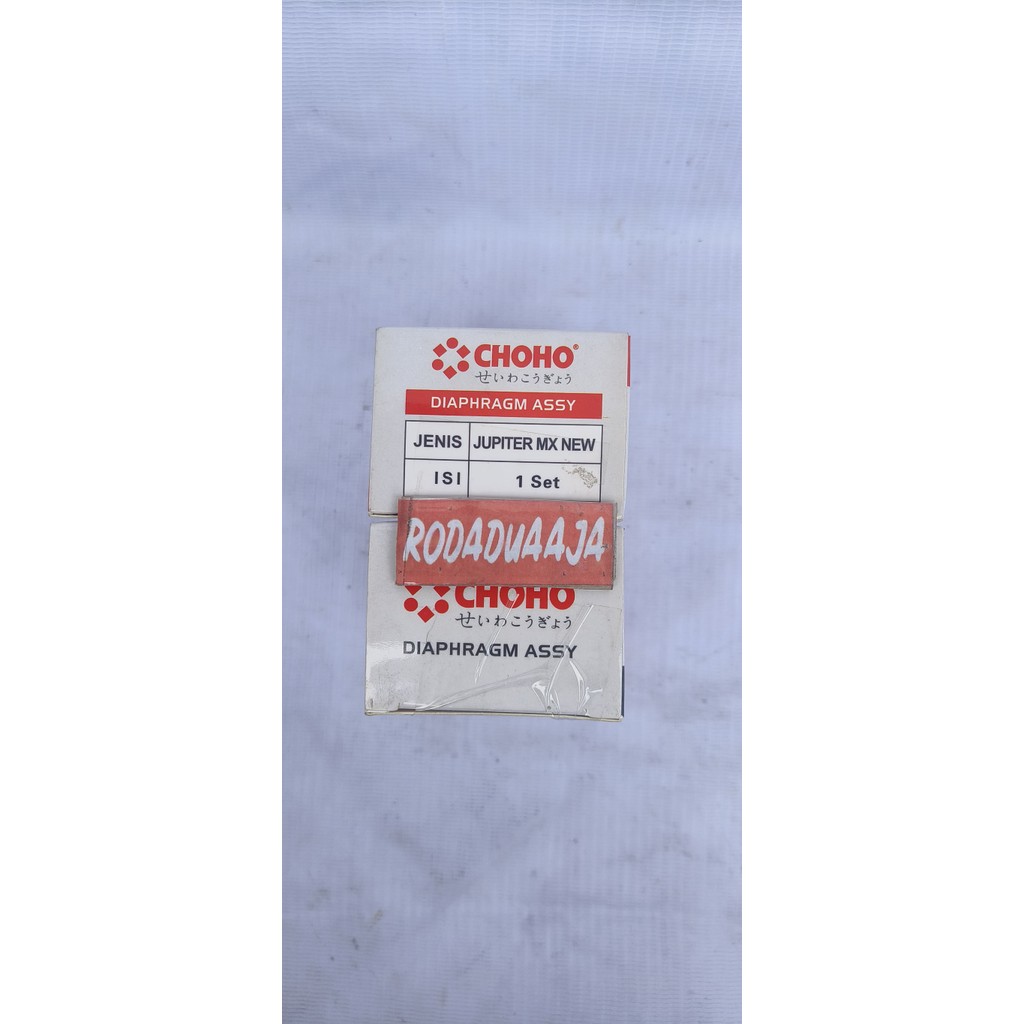 CHOHO®
せいわこうぎょう
DIAPHRAGM ASSY
JENIS JUPITER MX NEW
ISI 1 Set
RODADUAAJA
CHOHO
せいわこうぎょう
DIAPHRAGM ASSY